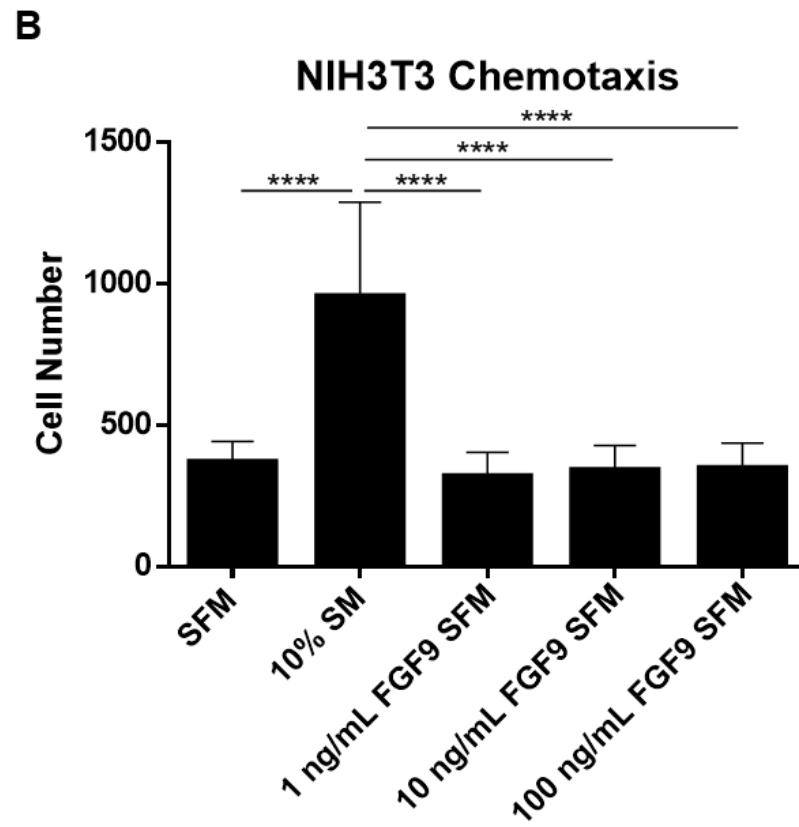 B
NIH3T3 Chemotaxis
****
****
**** ****
1500
1000
500
0
Cell Number
SFM
10% SM
1 ng/mL FGF9 SFM
10 ng/mL FGF9 SFM
100 ng/mL FGF9 SFM